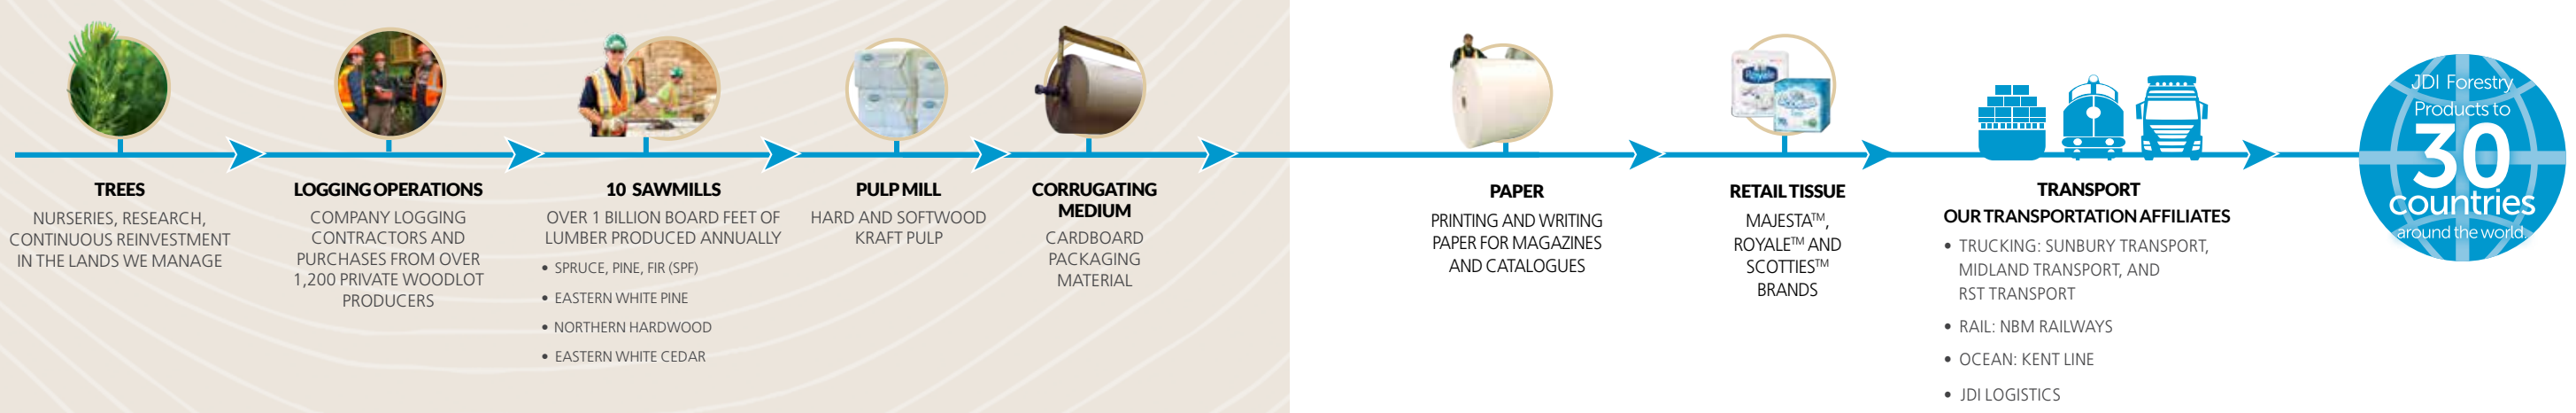 TREES
NURSERIES, RESEARCH,
CONTINUOUS REINVESTMENT
IN THE LANDS WE MANAGE
LOGGING OPERATIONS
COMPANY LOGGING
CONTRACTORS AND
PURCHASES FROM OVER
1,200 PRIVATE WOODLOT
PRODUCERS
10 SAWMILLS
OVER 1 BILLION BOARD FEET OF
LUMBER PRODUCED ANNUALLY
• SPRUCE, PINE, FIR (SPF)
• EASTERN WHITE PINE
• NORTHERN HARDWOOD
• EASTERN WHITE CEDAR
PULP MILL
HARD AND SOFTWOOD
KRAFT PULP
CORRUGATING
MEDIUM
CARDBOARD
PACKAGING
MATERIAL
PAPER
PRINTING AND WRITING
PAPER FOR MAGAZINES
AND CATALOGUES
Royale
RETAIL TISSUE
MAJESTA™,
ROYALE™ AND
SCOTTIES™
BRANDS
TRANSPORT
OUR TRANSPORTATION AFFILIATES
• TRUCKING: SUNBURY TRANSPORT,
MIDLAND TRANSPORT, AND
RST TRANSPORT
• RAIL: NBM RAILWAYS
• OCEAN: KENT LINE
• JDI LOGISTICS
JDI Forestry
Products to
30
countries
around the world.